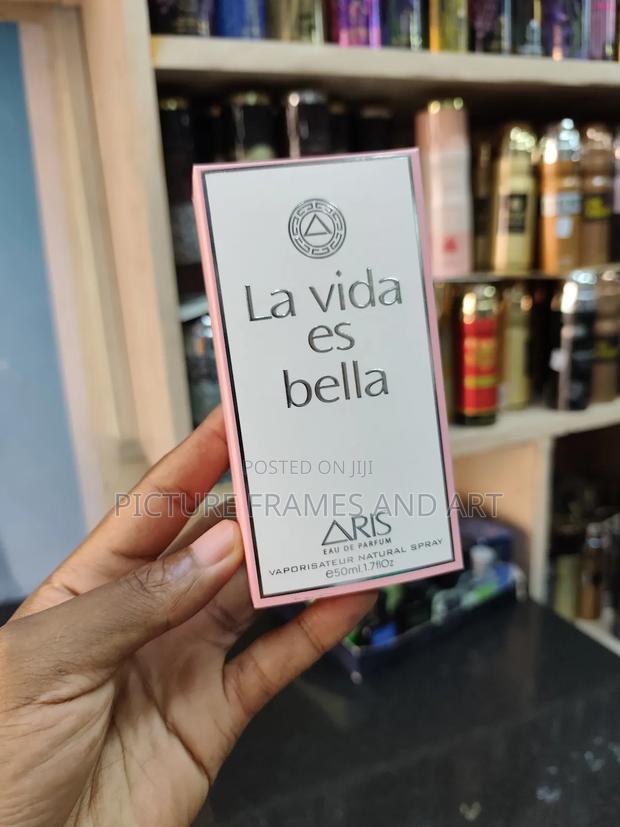 La vida
es
bella
POSTED ON JIJI
PICTURE FRAMES AND ART
ARIS
EAU DE PARFUM
VAPORISATEUR NATURAL SPRAY
e50ml.1.7flOz